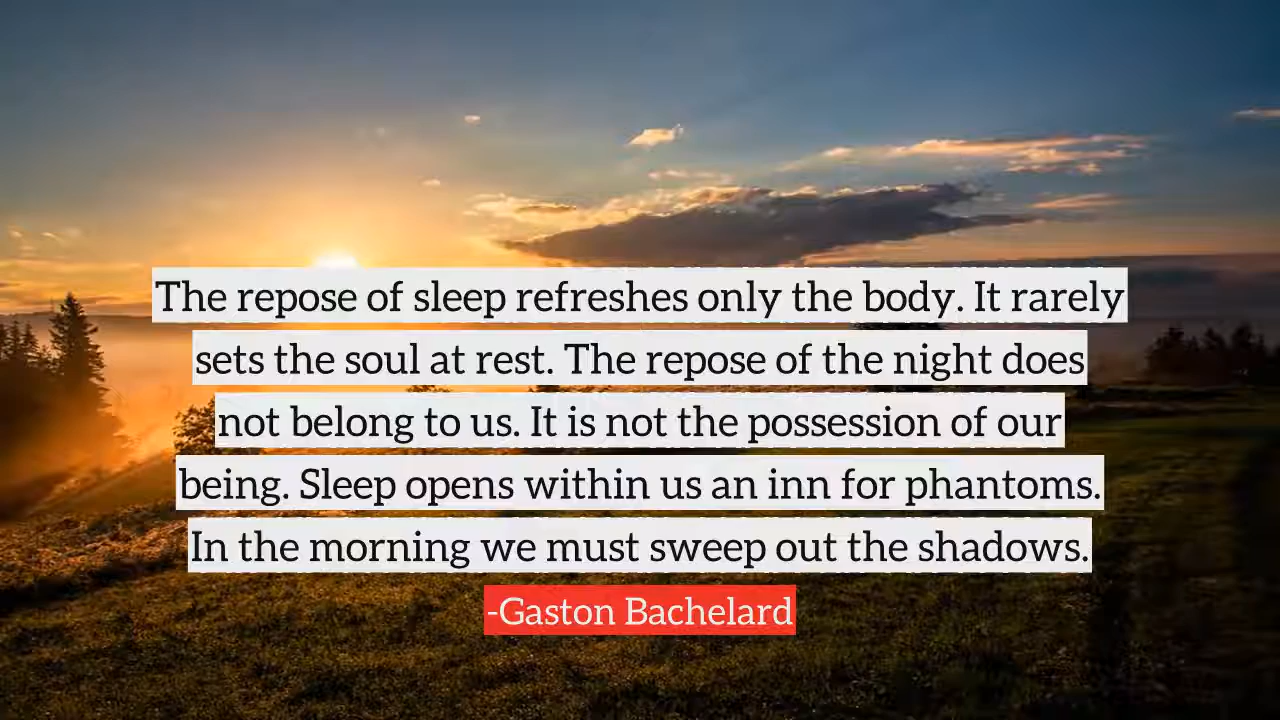 The repose of sleep refreshes only the body. It rarely
sets the soul at rest. The repose of the night does
not belong to us. It is not the possession of our
being. Sleep opens within us an inn for phantoms.
In the morning we must sweep out the shadows.
-Gaston Bachelard